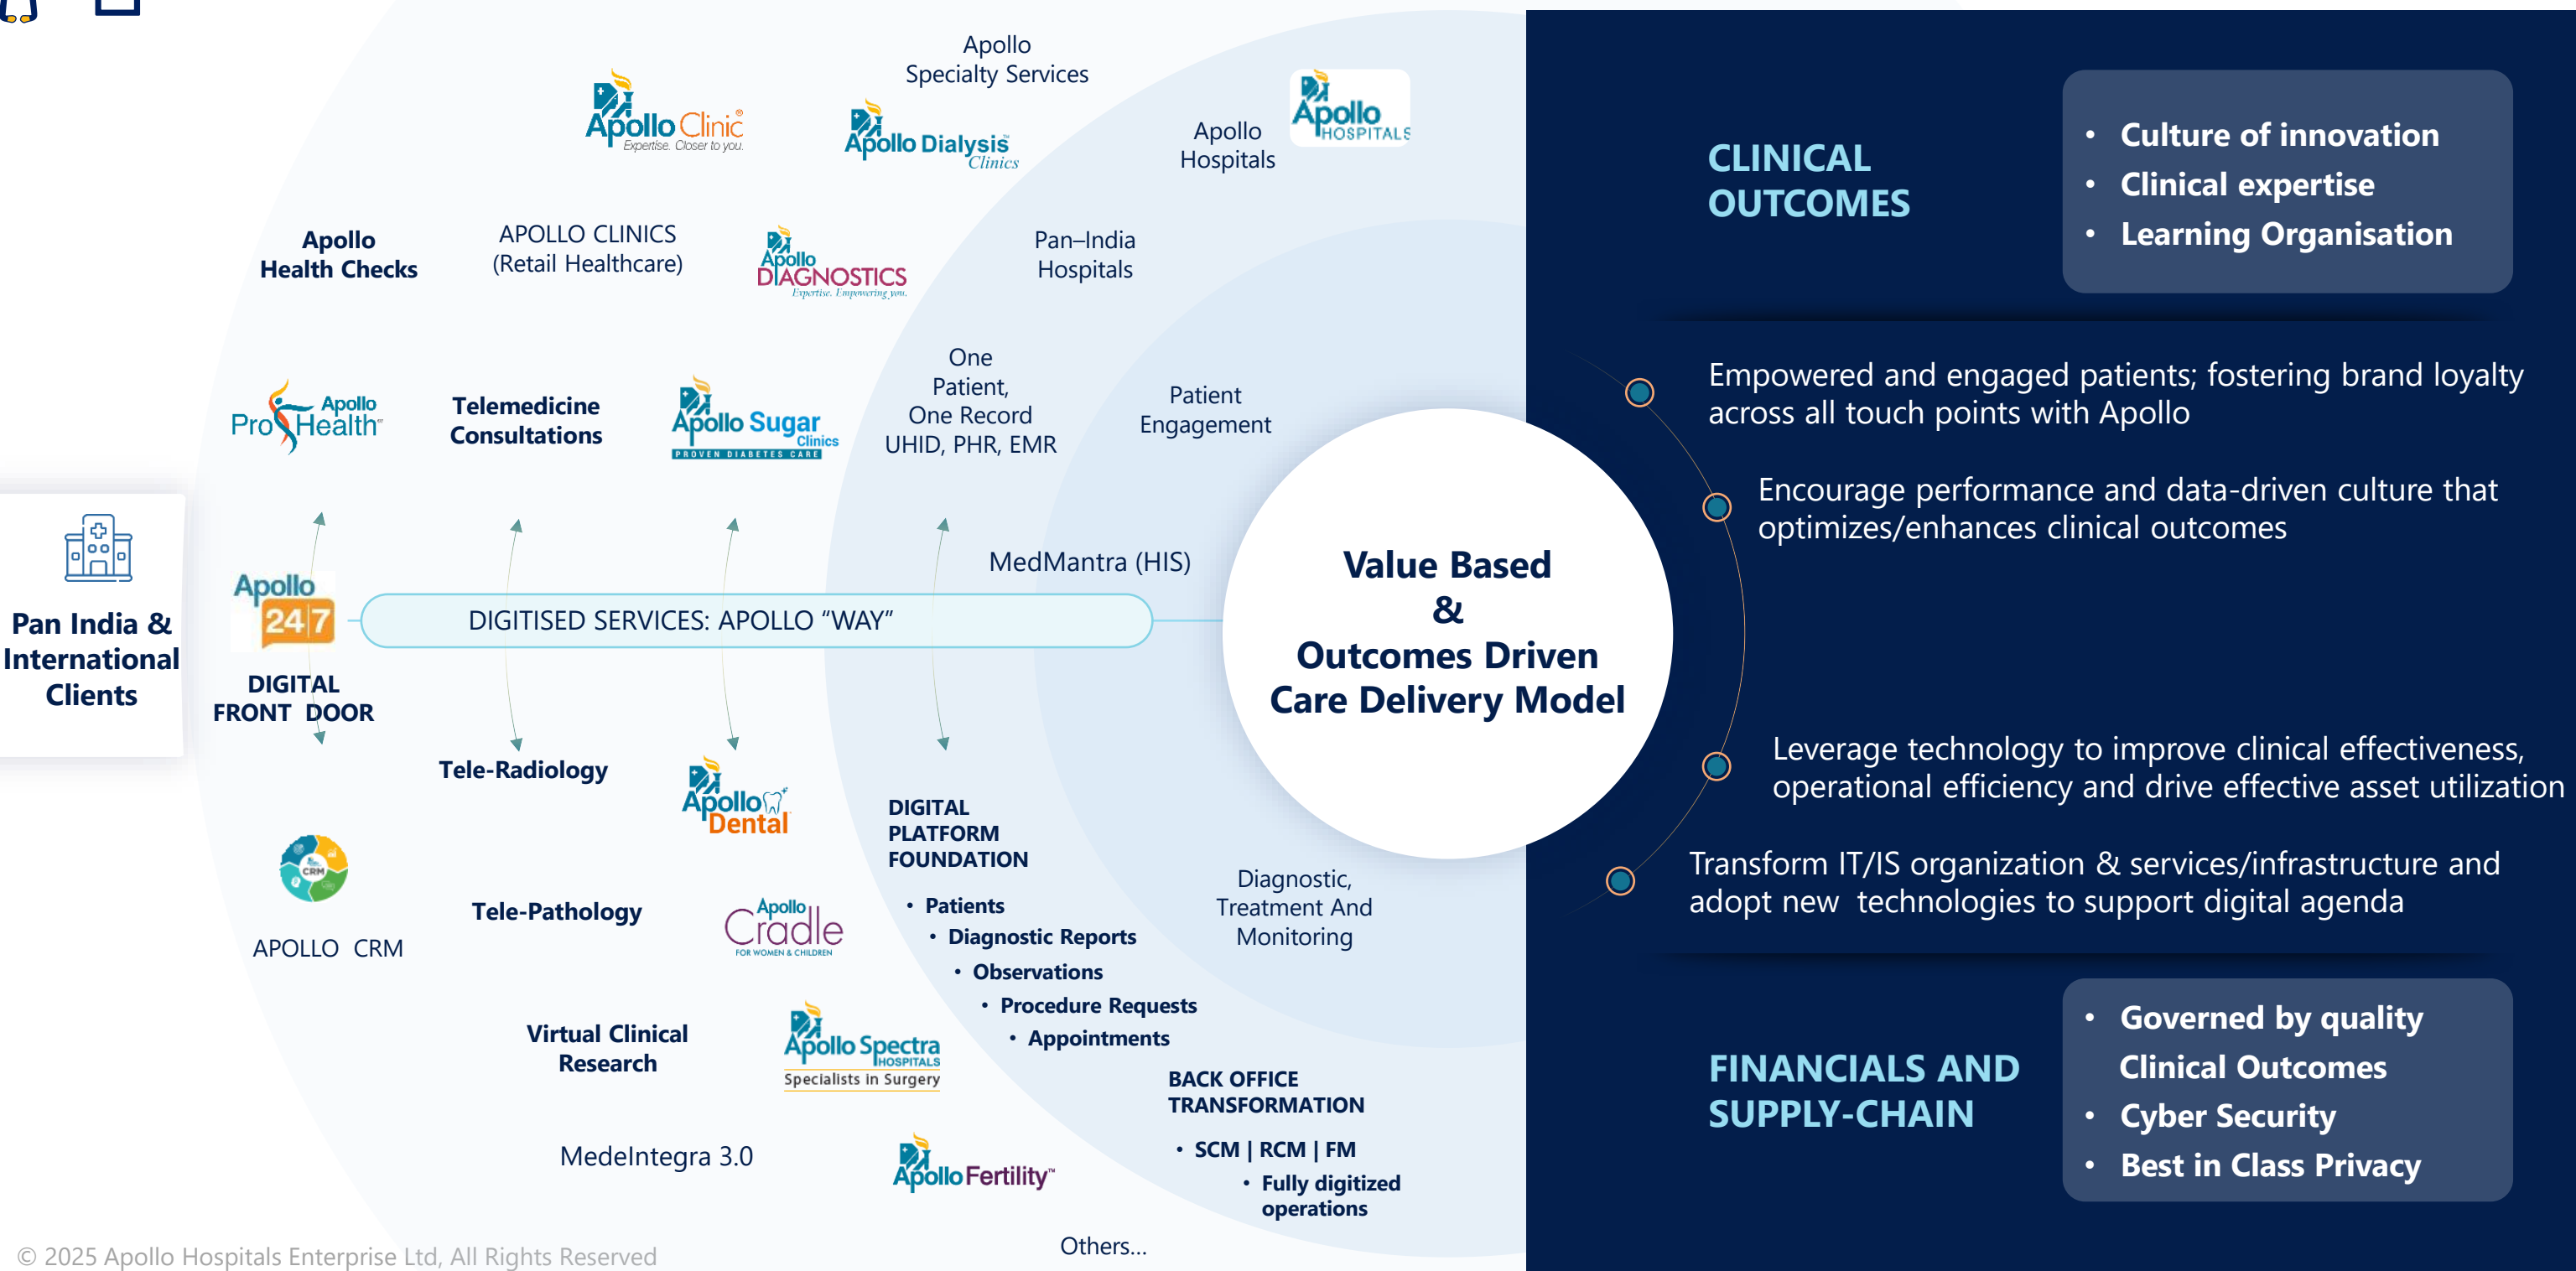 Apollo
Specialty Services
Apollo Clinic®
Expertise. Closer to you.
Apollo Dialysis™
Clinics
Apollo
Hospitals
Apollo
HOSPITALS
Apollo
Health Checks
APOLLO CLINICS
(Retail Healthcare)
Apollo
DIAGNOSTICS
Expertise. Empowering you.
Pan–India
Hospitals
Apollo
ProHealth
Telemedicine
Consultations
Apollo Sugar
Clinics
PROVEN DIABETES CARE
One
Patient,
One Record
UHID, PHR, EMR
Patient
Engagement
Pan India &
International
Clients
Apollo
24|7
DIGITAL
FRONT DOOR
MedMantra (HIS)
DIGITISED SERVICES: APOLLO “WAY”
Value Based
&
Outcomes Driven
Care Delivery Model
Tele-Radiology
Apollo
Dental
CRM
APOLLO CRM
Tele-Pathology
Apollo
Cradle
FOR WOMEN & CHILDREN
Virtual Clinical
Research
Apollo Spectra
HOSPITALS
Specialists in Surgery
MedeIntegra 3.0
Apollo Fertility™
Others...
DIGITAL
PLATFORM
FOUNDATION
• Patients
• Diagnostic Reports
• Observations
• Procedure Requests
• Appointments
Diagnostic,
Treatment And
Monitoring
BACK OFFICE
TRANSFORMATION
• SCM | RCM | FM
• Fully digitized
operations
CLINICAL
OUTCOMES
• Culture of innovation
• Clinical expertise
• Learning Organisation
Empowered and engaged patients; fostering brand loyalty
across all touch points with Apollo
Encourage performance and data-driven culture that
optimizes/enhances clinical outcomes
Leverage technology to improve clinical effectiveness,
operational efficiency and drive effective asset utilization
Transform IT/IS organization & services/infrastructure and
adopt new technologies to support digital agenda
FINANCIALS AND
SUPPLY-CHAIN
• Governed by quality
Clinical Outcomes
• Cyber Security
• Best in Class Privacy
© 2025 Apollo Hospitals Enterprise Ltd, All Rights Reserved